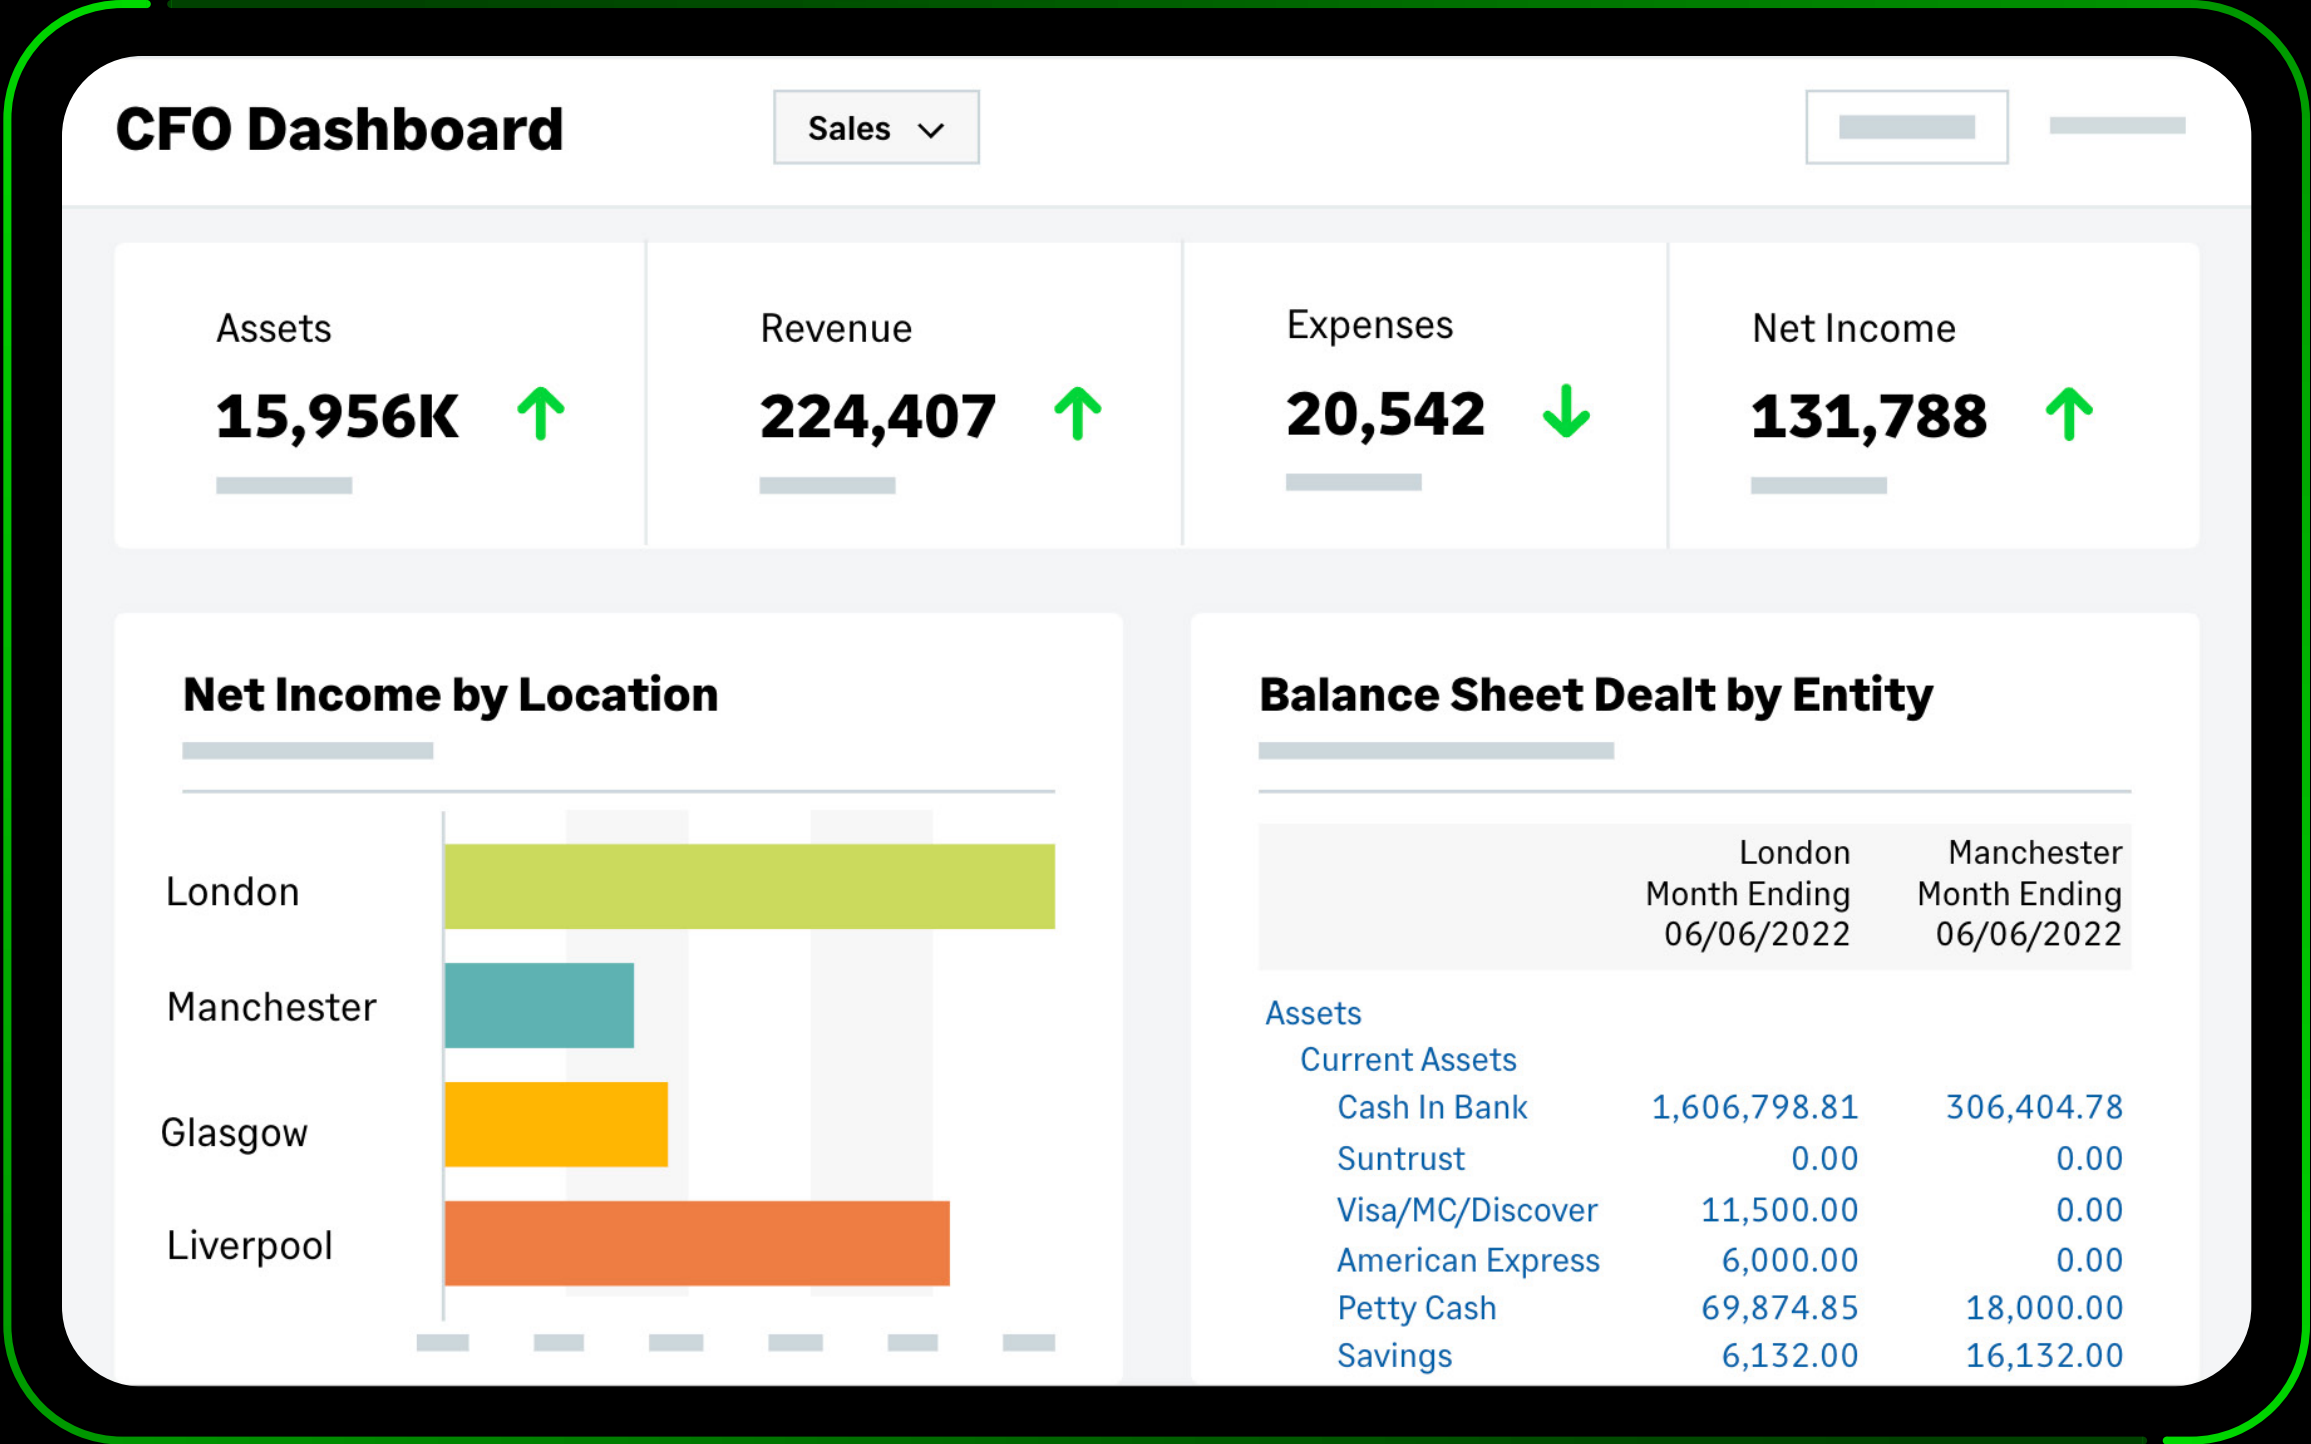 CFO Dashboard
Sales
Assets
15,956K
Revenue
224,407
Expenses
20,542
Net Income
131,788
Net Income by Location
London
Manchester
Glasgow
Liverpool
Balance Sheet Dealt by Entity
London Manchester
Month Ending Month Ending
06/06/2022 06/06/2022
Assets
Current Assets
Cash In Bank 1,606,798.81 306,404.78
Suntrust 0.00 0.00
Visa/MC/Discover 11,500.00 0.00
American Express 6,000.00 0.00
Petty Cash 69,874.85 18,000.00
Savings 6,132.00 16,132.00